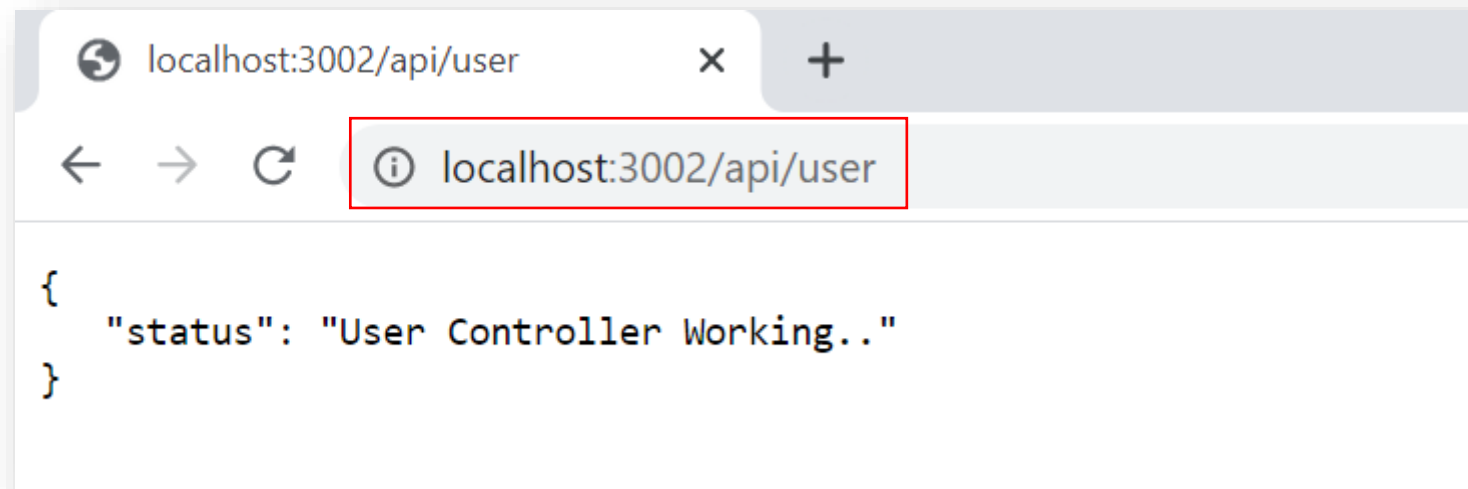 localhost:3002/api/user
localhost:3002/api/user
{
"status": "User Controller Working.."
}